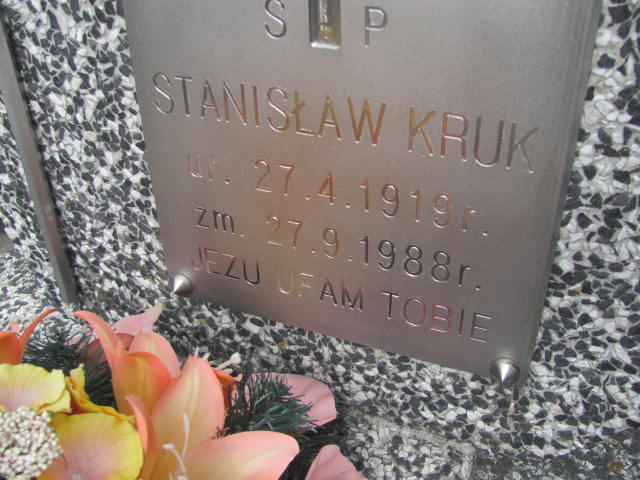 S P
STANISŁAW KRUK
ur. 27.4.1919r.
zm. 27.9.1988r.
JEZU UFAM TOBIE